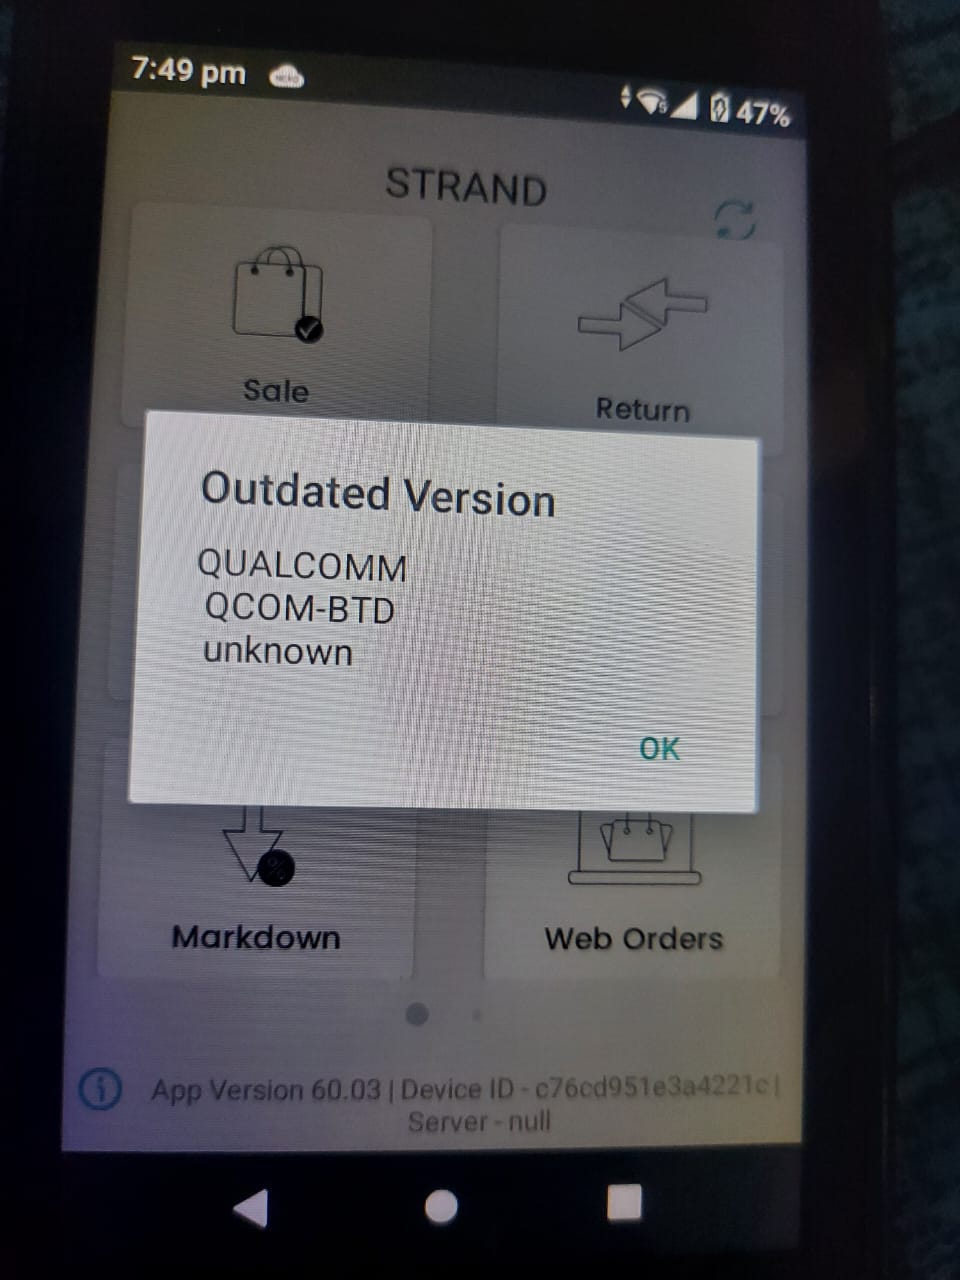 7:49 pm
47%
STRAND
Sale
Return
Outdated Version
QUALCOMM
QCOM-BTD
unknown
OK
Markdown
Web Orders
App Version 60.03 | Device ID - c76cd951e3a4221c |
Server - null